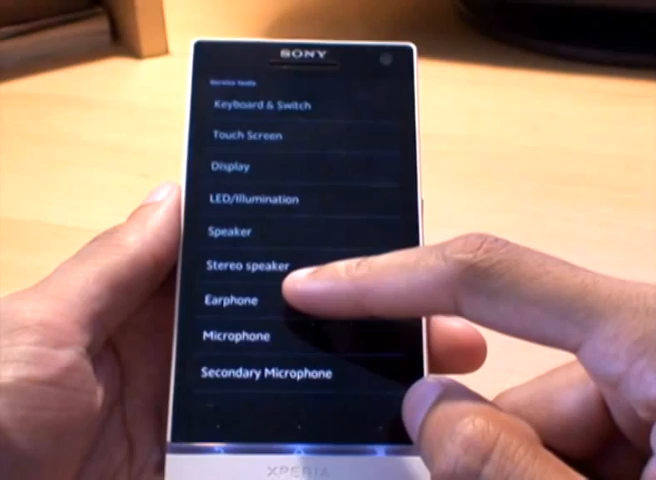 SONY
Service tests
Keyboard & Switch
Touch Screen
Display
LED/Illumination
Speaker
Stereo speaker
Earphone
Microphone
Secondary Microphone
XPERIA